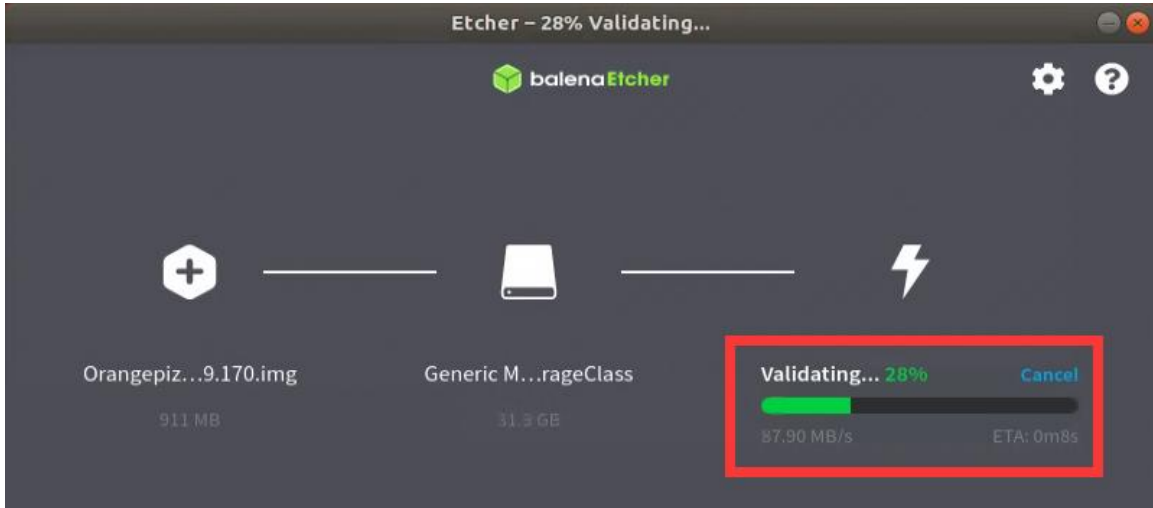 Etcher – 28% Validating...
balenaEtcher
Orangepiz...9.170.img
911 MB
Generic M...rageClass
31.9 GB
Validating... 28% Cancel
87.90 MB/s ETA: 0m8s